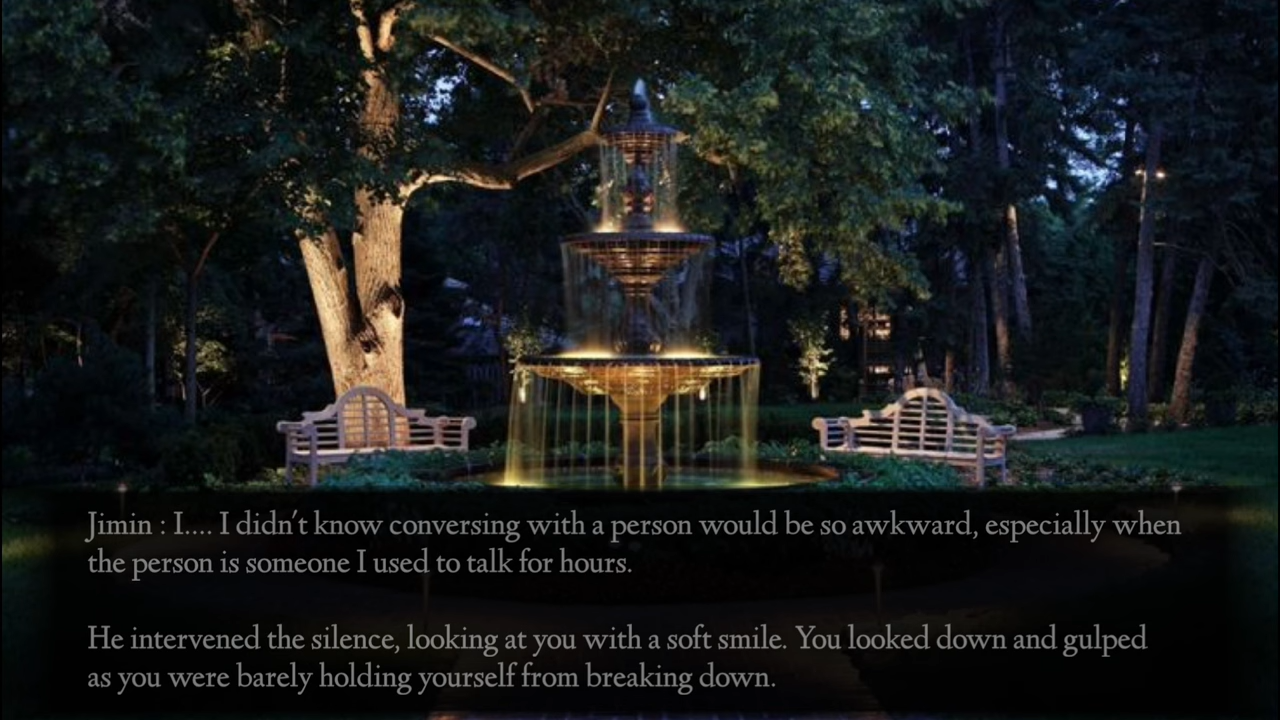 Jimin : I.... I didn't know conversing with a person would be so awkward, especially when
the person is someone I used to talk for hours.
He intervened the silence, looking at you with a soft smile. You looked down and gulped
as you were barely holding yourself from breaking down.